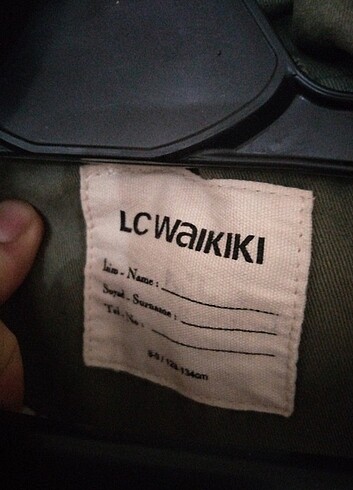 LC WAIKIKI
İsim - Name :
Soyad - Surname :
Tel - No :
8-9 / 128-134cm